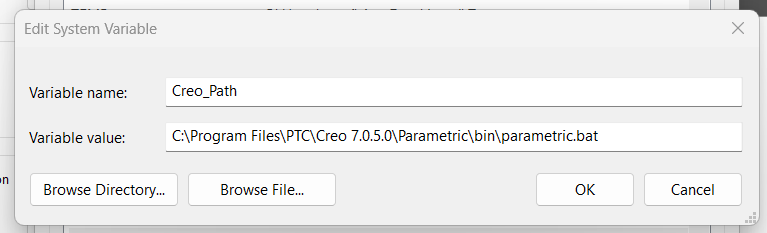 Edit System Variable
Variable name:
Creo_Path
Variable value:
C:\Program Files\PTC\Creo 7.0.5.0\Parametric\bin\parametric.bat
on
Browse Directory...
Browse File...
OK
Cancel